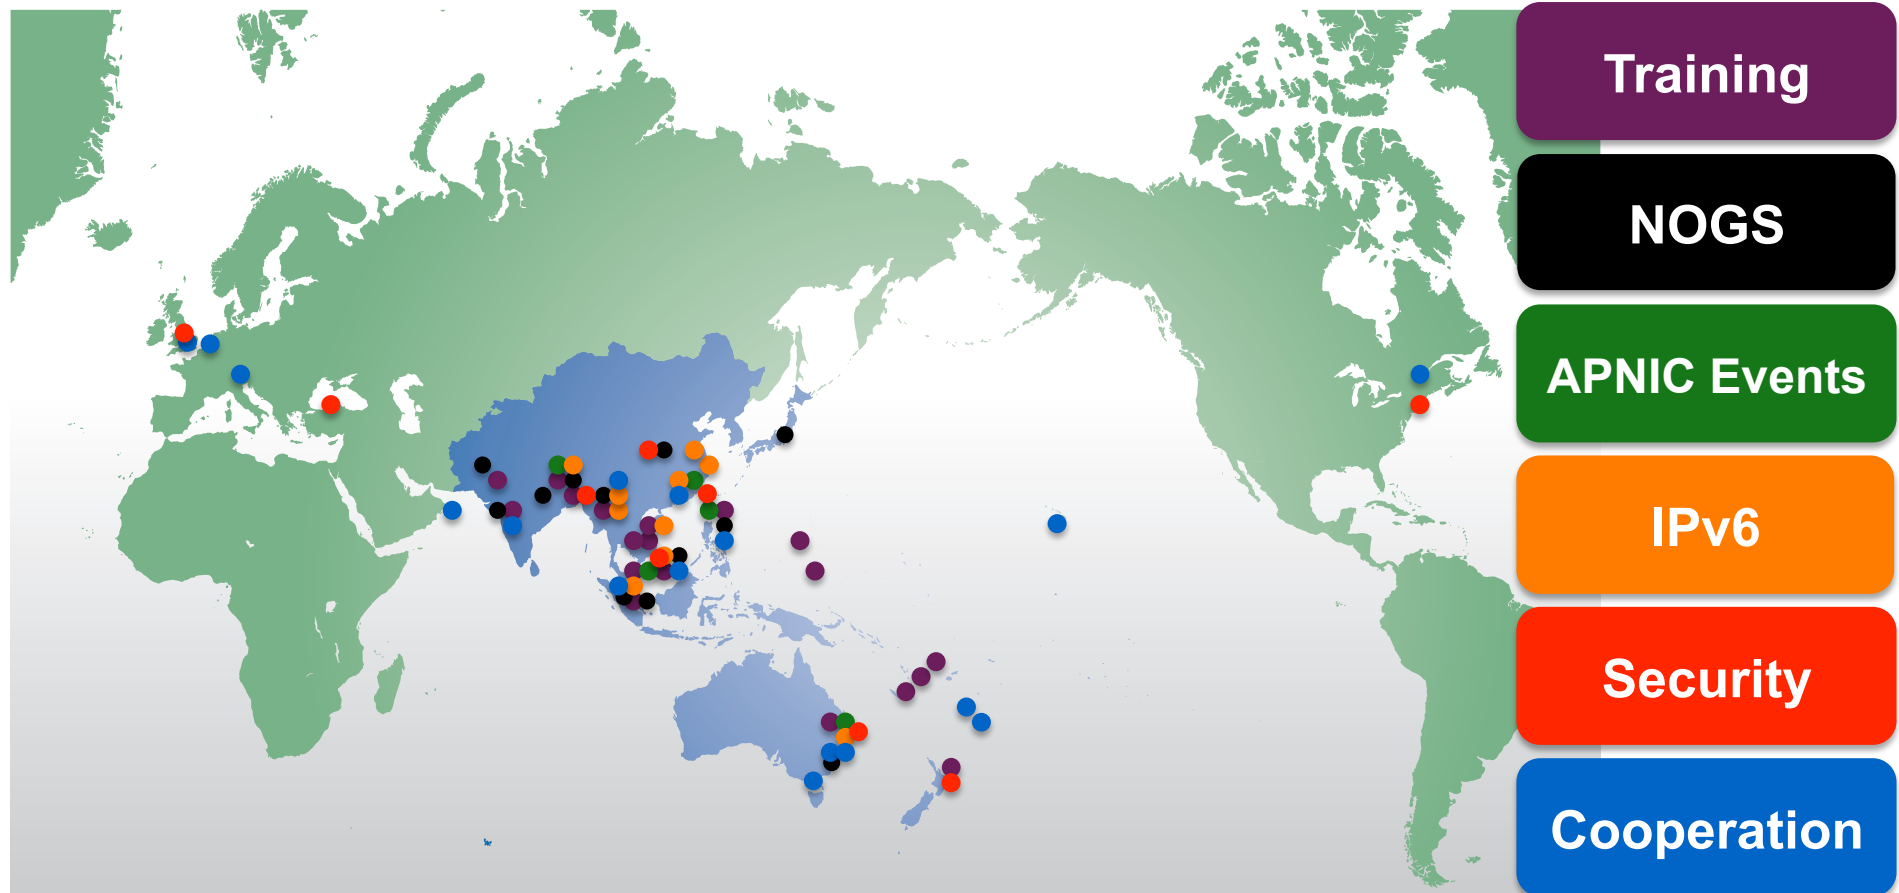 Training
NOGS
APNIC Events
IPv6
Security
Cooperation